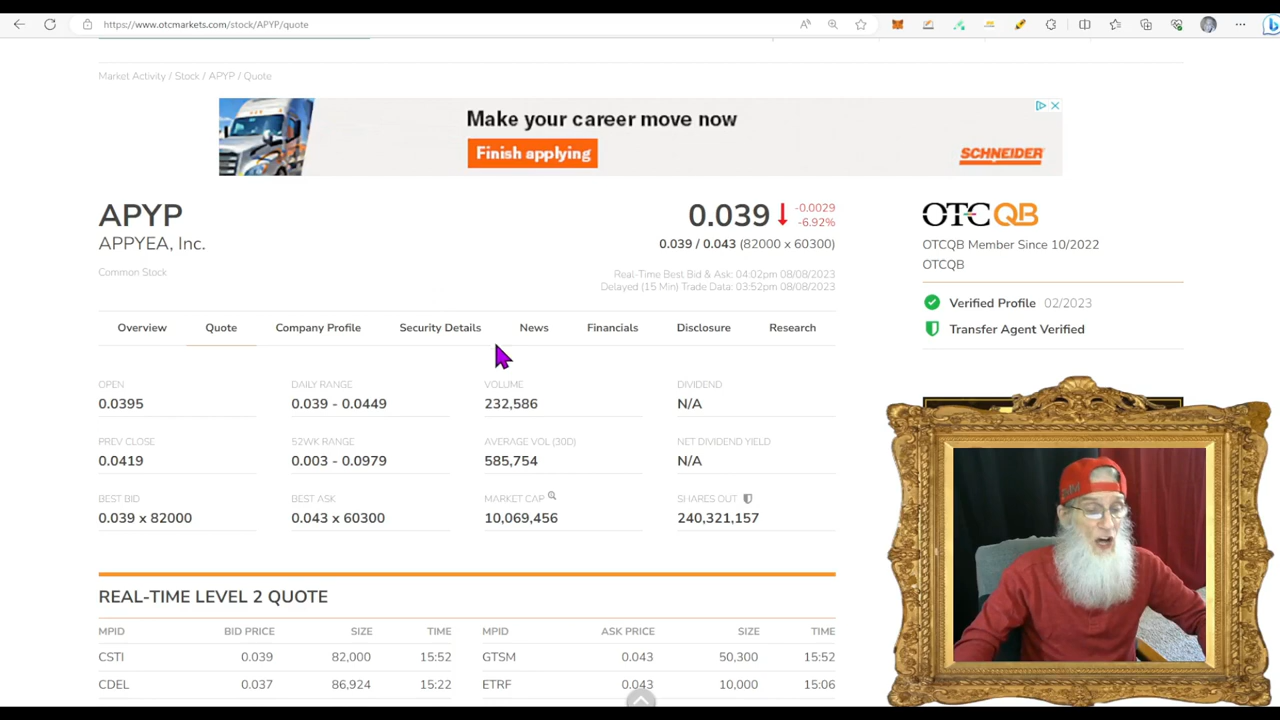 https://www.otcmarkets.com/stock/APYP/quote
Market Activity / Stock / APYP / Quote
Make your career move now
Finish applying
SCHNEIDER
APYP
0.039 -0.0029
-6.92%
APPYEA, Inc.
0.039 / 0.043 (82000 x 60300)
Common Stock
Real-Time Best Bid & Ask: 04:02pm 08/08/2023
Delayed (15 Min) Trade Data: 03:52pm 08/08/2023
OTCQB
OTCQB Member Since 10/2022
OTCQB
Verified Profile 02/2023
Transfer Agent Verified
Overview Quote Company Profile Security Details News Financials Disclosure Research
OPEN DAILY RANGE VOLUME DIVIDEND
0.0395 0.039 - 0.0449 232,586 N/A
PREV CLOSE 52WK RANGE AVERAGE VOL (30D) NET DIVIDEND YIELD
0.0419 0.003 - 0.0979 585,754 N/A
BEST BID BEST ASK MARKET CAP SHARES OUT
0.039 x 82000 0.043 x 60300 10,069,456 240,321,157
REAL-TIME LEVEL 2 QUOTE
MPID BID PRICE SIZE TIME MPID ASK PRICE SIZE TIME
CSTI 0.039 82,000 15:52 GTSM 0.043 50,300 15:52
CDEL 0.037 86,924 15:22 ETRF 0.043 10,000 15:06